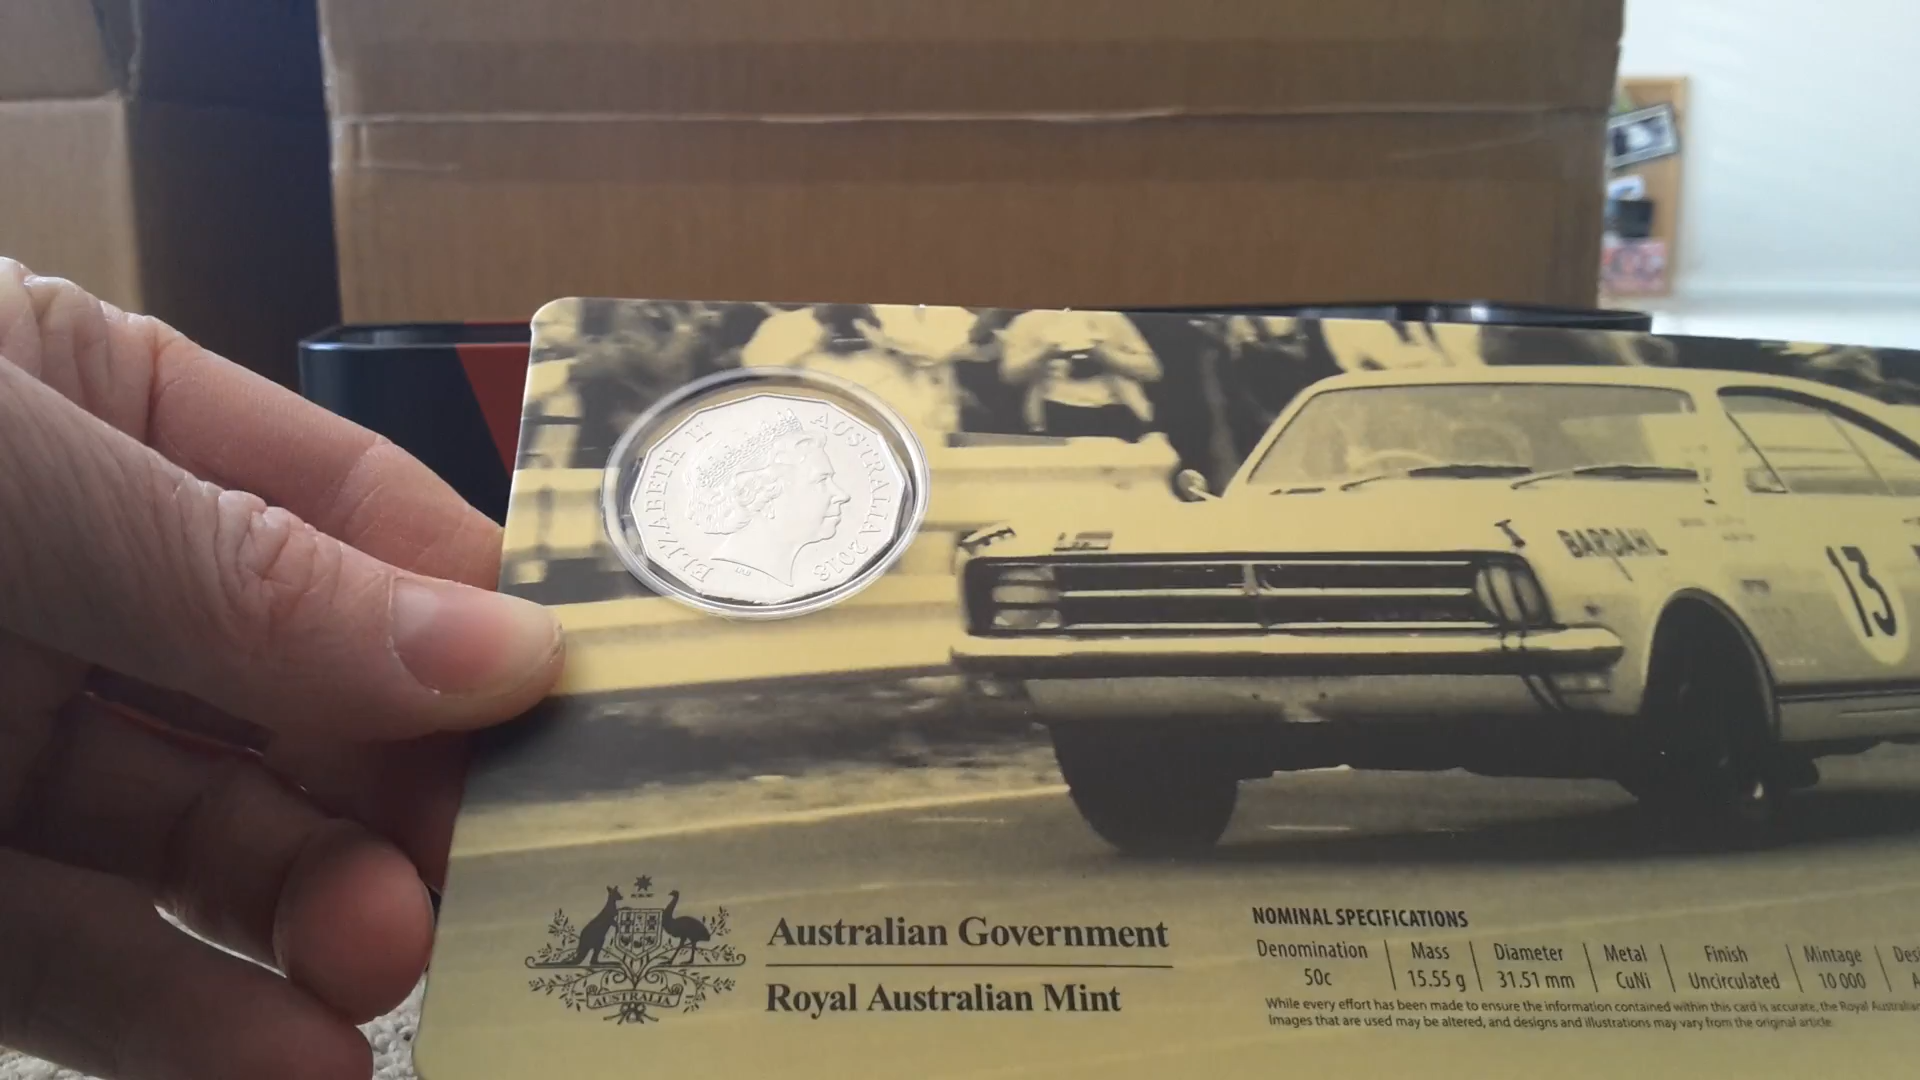 ELIZABETH II AUSTRALIA 2018
IRB
BARDAHL
13
AUSTRALIA
Australian Government
Royal Australian Mint
NOMINAL SPECIFICATIONS
Denomination | Mass | Diameter | Metal | Finish | Mintage
50c | 15.55 g | 31.51 mm | CuNi | Uncirculated | 10 000
While every effort has been made to ensure the information contained within this card is accurate, the Royal Australian
Images that are used may be altered, and designs and illustrations may vary from the original article.